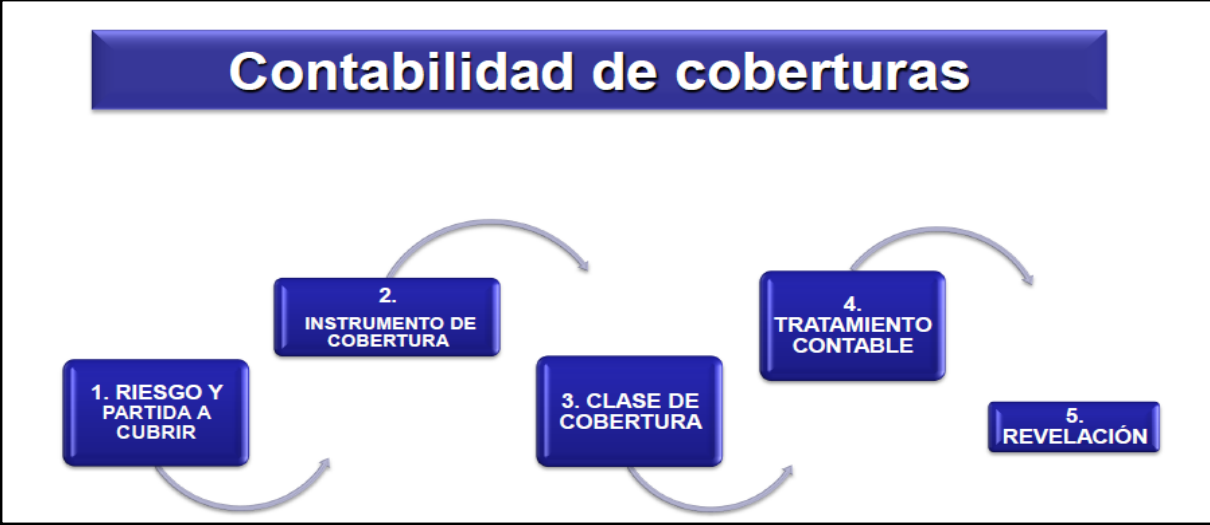 Contabilidad de coberturas
1. RIESGO Y
PARTIDA A
CUBRIR
2.
INSTRUMENTO DE
COBERTURA
3. CLASE DE
COBERTURA
4.
TRATAMIENTO
CONTABLE
5.
REVELACIÓN